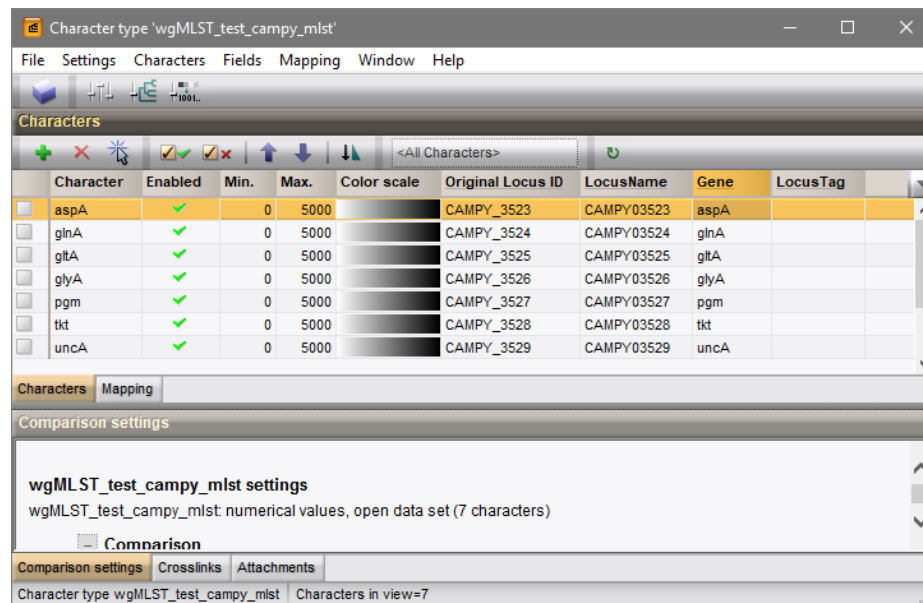 Character type 'wgMLST_test_campy_mlst'
File Settings Characters Fields Mapping Window Help
Characters
<All Characters>
Character Enabled Min. Max. Color scale Original Locus ID LocusName Gene LocusTag
aspA 0 5000 CAMPY_3523 CAMPY03523 aspA
glnA 0 5000 CAMPY_3524 CAMPY03524 glnA
gltA 0 5000 CAMPY_3525 CAMPY03525 gltA
glyA 0 5000 CAMPY_3526 CAMPY03526 glyA
pgm 0 5000 CAMPY_3527 CAMPY03527 pgm
tkt 0 5000 CAMPY_3528 CAMPY03528 tkt
uncA 0 5000 CAMPY_3529 CAMPY03529 uncA
Characters Mapping
Comparison settings
wgMLST_test_campy_mlst settings
wgMLST_test_campy_mlst: numerical values, open data set (7 characters)
Comparison
Comparison settings Crosslinks Attachments
Character type wgMLST_test_campy_mlst Characters in view=7